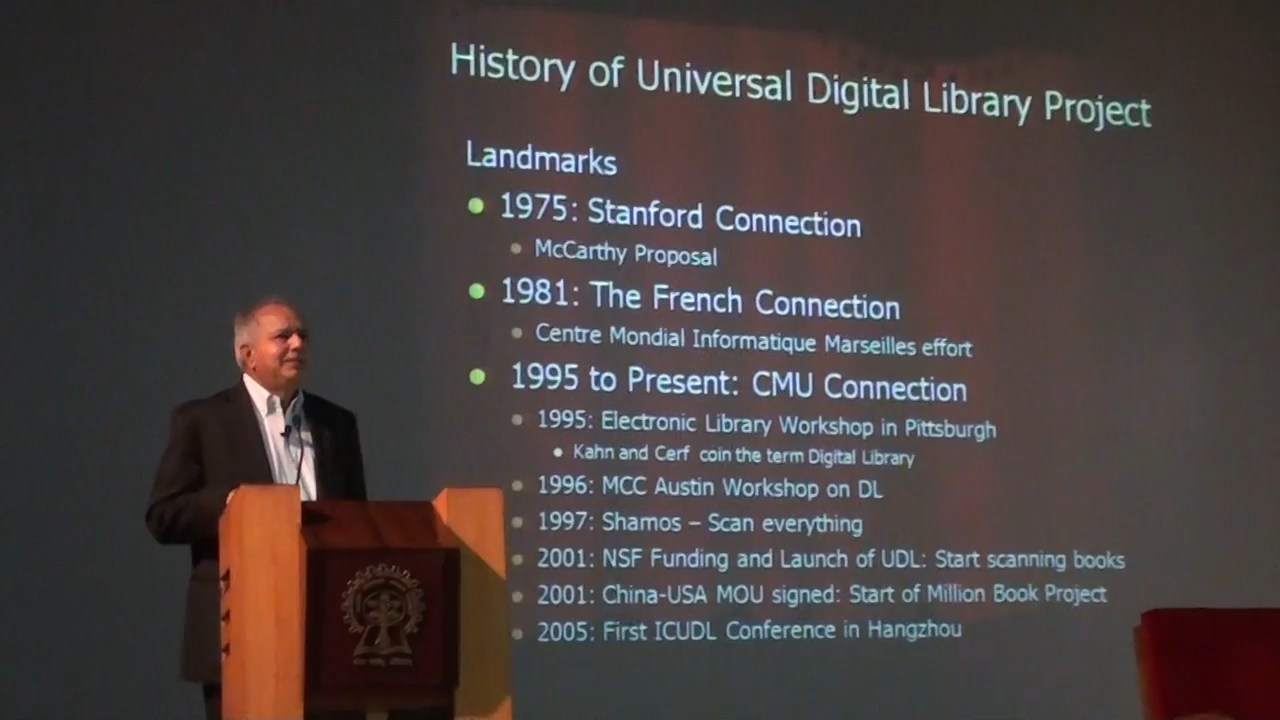 History of Universal Digital Library Project
Landmarks
1975: Stanford Connection
McCarthy Proposal
1981: The French Connection
Centre Mondial Informatique Marseilles effort
1995 to Present: CMU Connection
1995: Electronic Library Workshop in Pittsburgh
Kahn and Cerf coin the term Digital Library
1996: MCC Austin Workshop on DL
1997: Shamos – Scan everything
2001: NSF Funding and Launch of UDL: Start scanning books
2001: China-USA MOU signed: Start of Million Book Project
2005: First ICUDL Conference in Hangzhou